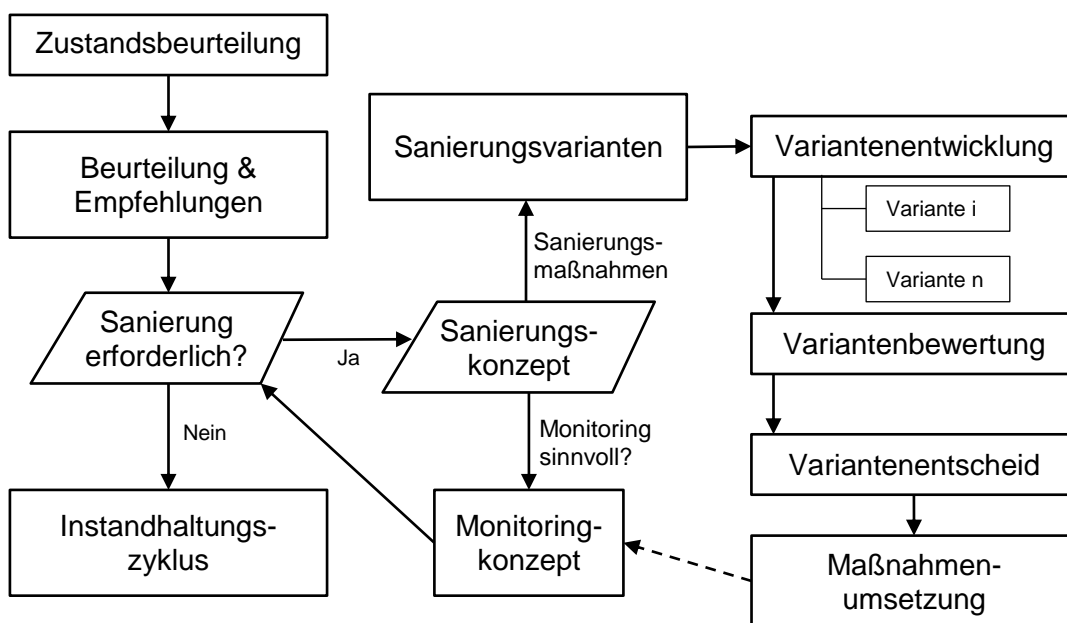 Zustandsbeurteilung
Beurteilung &
Empfehlungen
Sanierung
erforderlich?
Ja
Nein
Instandhaltungs-
zyklus
Sanierungsvarianten
Sanierungs-
maßnahmen
Sanierungs-
konzept
Monitoring
sinnvoll?
Monitoring-
konzept
Variantenentwicklung
Variante i
Variante n
Variantenbewertung
Variantenentscheid
Maßnahmen-
umsetzung